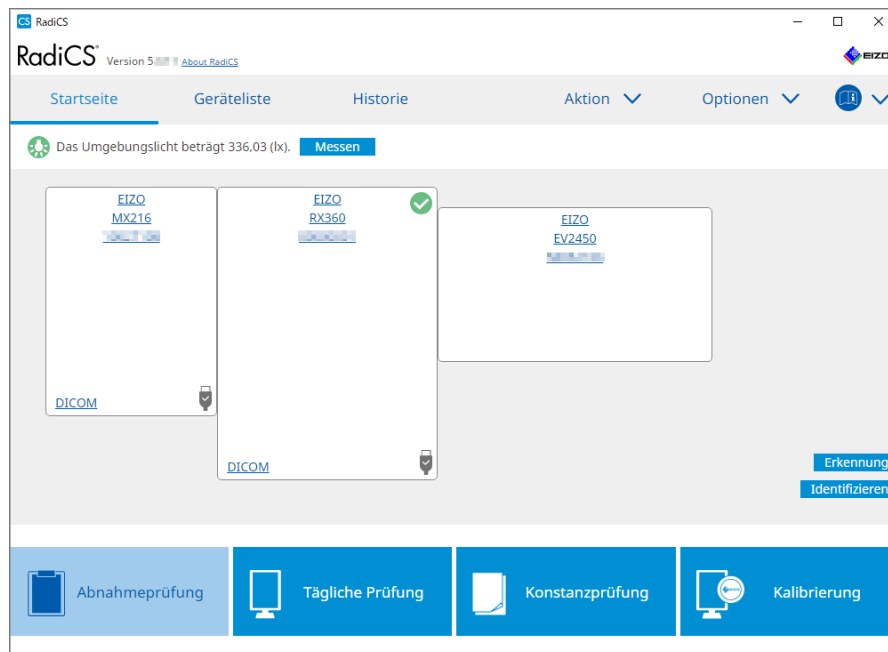 CS RadiCS
RadiCS Version 5. About RadiCS
EIZO
Startseite Geräteliste Historie Aktion Optionen
Das Umgebungslicht beträgt 336,03 (lx). Messen
EIZO
MX216
DICOM
EIZO
RX360
DICOM
EIZO
EV2450
Erkennung
Identifizieren
Abnahmeprüfung Tägliche Prüfung Konstanzprüfung Kalibrierung